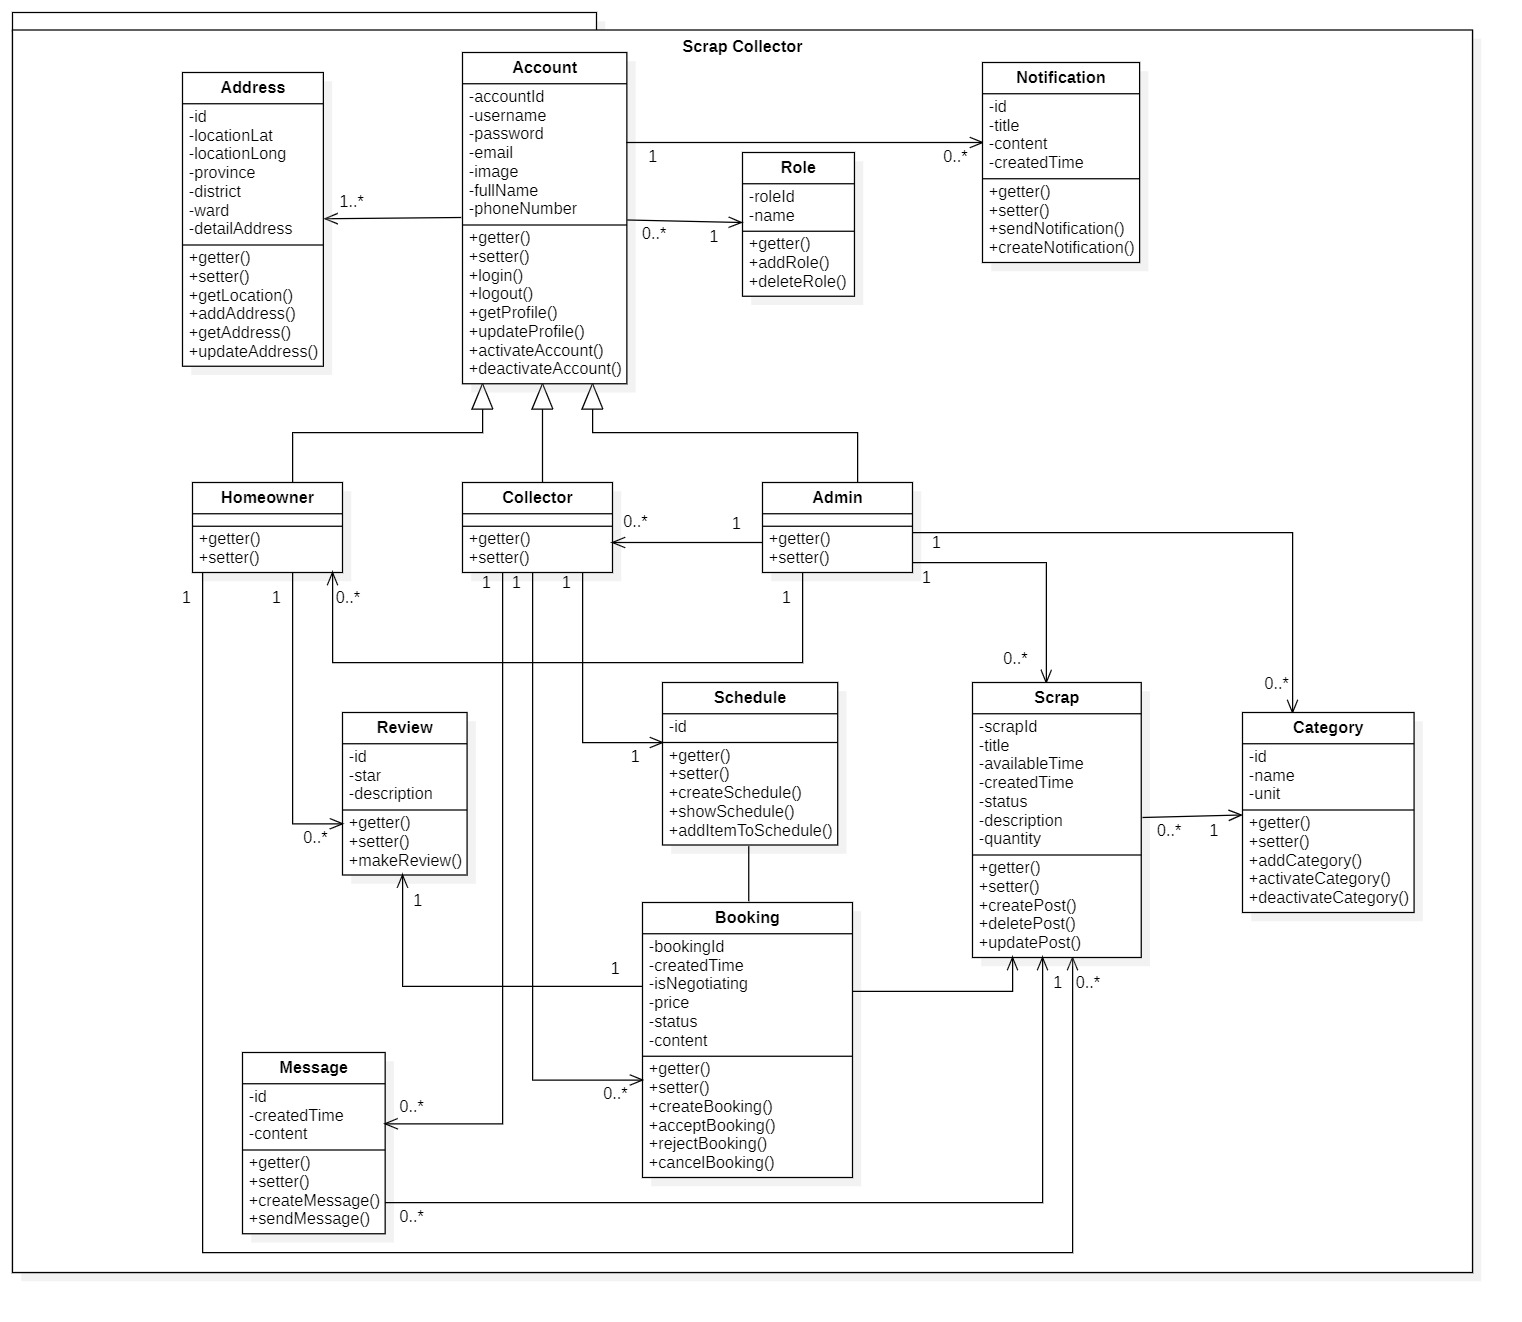 Scrap Collector
Address
-id
-locationLat
-locationLong
-province
-district
-ward
-detailAddress
+getter()
+setter()
+getLocation()
+addAddress()
+getAddress()
+updateAddress()
1..*
Account
-accountId
-username
-password
-email
-image
-fullName
-phoneNumber
+getter()
+setter()
+login()
+logout()
+getProfile()
+updateProfile()
+activateAccount()
+deactivateAccount()
1
0..*
0..*
1
Role
-roleId
-name
+getter()
+addRole()
+deleteRole()
Notification
-id
-title
-content
-createdTime
+getter()
+setter()
+sendNotification()
+createNotification()
Homeowner
+getter()
+setter()
1
1
0..*
Collector
+getter()
+setter()
0..*
1
1
1
1
Admin
+getter()
+setter()
1
1
1
0..*
0..*
Review
-id
-star
-description
+getter()
+setter()
+makeReview()
0..*
1
Schedule
-id
+getter()
+setter()
+createSchedule()
+showSchedule()
+addItemToSchedule()
1
Scrap
-scrapId
-title
-availableTime
-createdTime
-status
-description
-quantity
+getter()
+setter()
+createPost()
+deletePost()
+updatePost()
0..*
1
Category
-id
-name
-unit
+getter()
+setter()
+addCategory()
+activateCategory()
+deactivateCategory()
1
Booking
-bookingId
-createdTime
-isNegotiating
-price
-status
-content
+getter()
+setter()
+createBooking()
+acceptBooking()
+rejectBooking()
+cancelBooking()
0..*
1
0..*
Message
-id
-createdTime
-content
+getter()
+setter()
+createMessage()
+sendMessage()
0..*
0..*